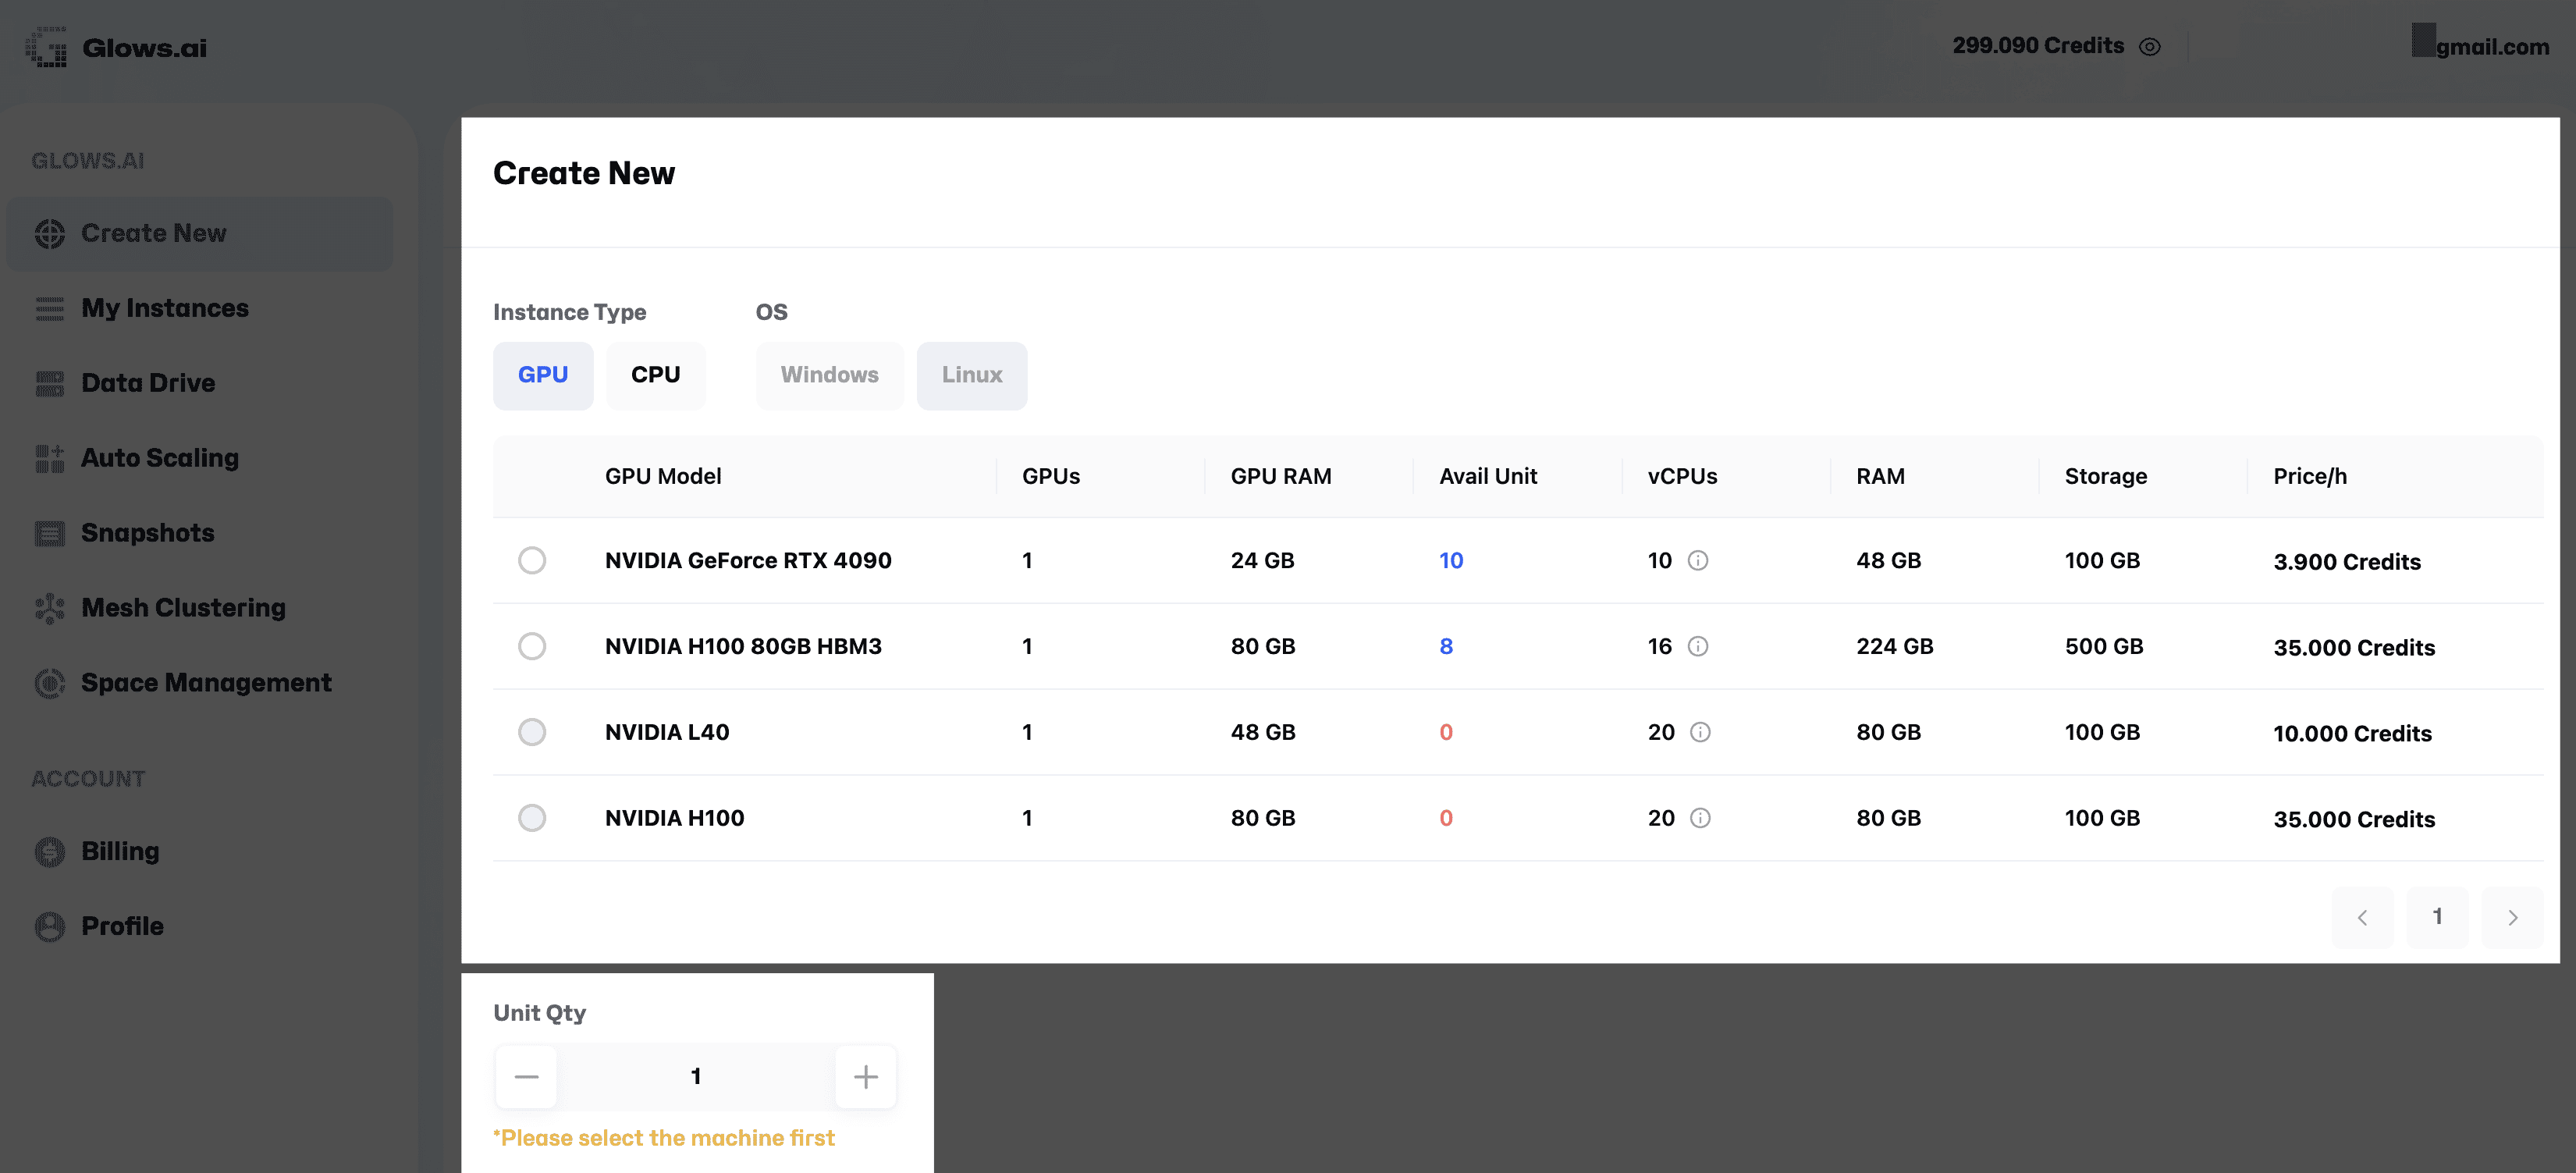 Glows.ai
299.090 Credits
gmail.com
GLOWS.AI
Create New
My Instances
Data Drive
Auto Scaling
Snapshots
Mesh Clustering
Space Management
ACCOUNT
Billing
Profile
Create New
Instance Type OS
GPU CPU Windows Linux
GPU Model GPUs GPU RAM Avail Unit vCPUs RAM Storage Price/h
NVIDIA GeForce RTX 4090 1 24 GB 10 10 48 GB 100 GB 3.900 Credits
NVIDIA H100 80GB HBM3 1 80 GB 8 16 224 GB 500 GB 35.000 Credits
NVIDIA L40 1 48 GB 0 20 80 GB 100 GB 10.000 Credits
NVIDIA H100 1 80 GB 0 20 80 GB 100 GB 35.000 Credits
1
Unit Qty
1
*Please select the machine first